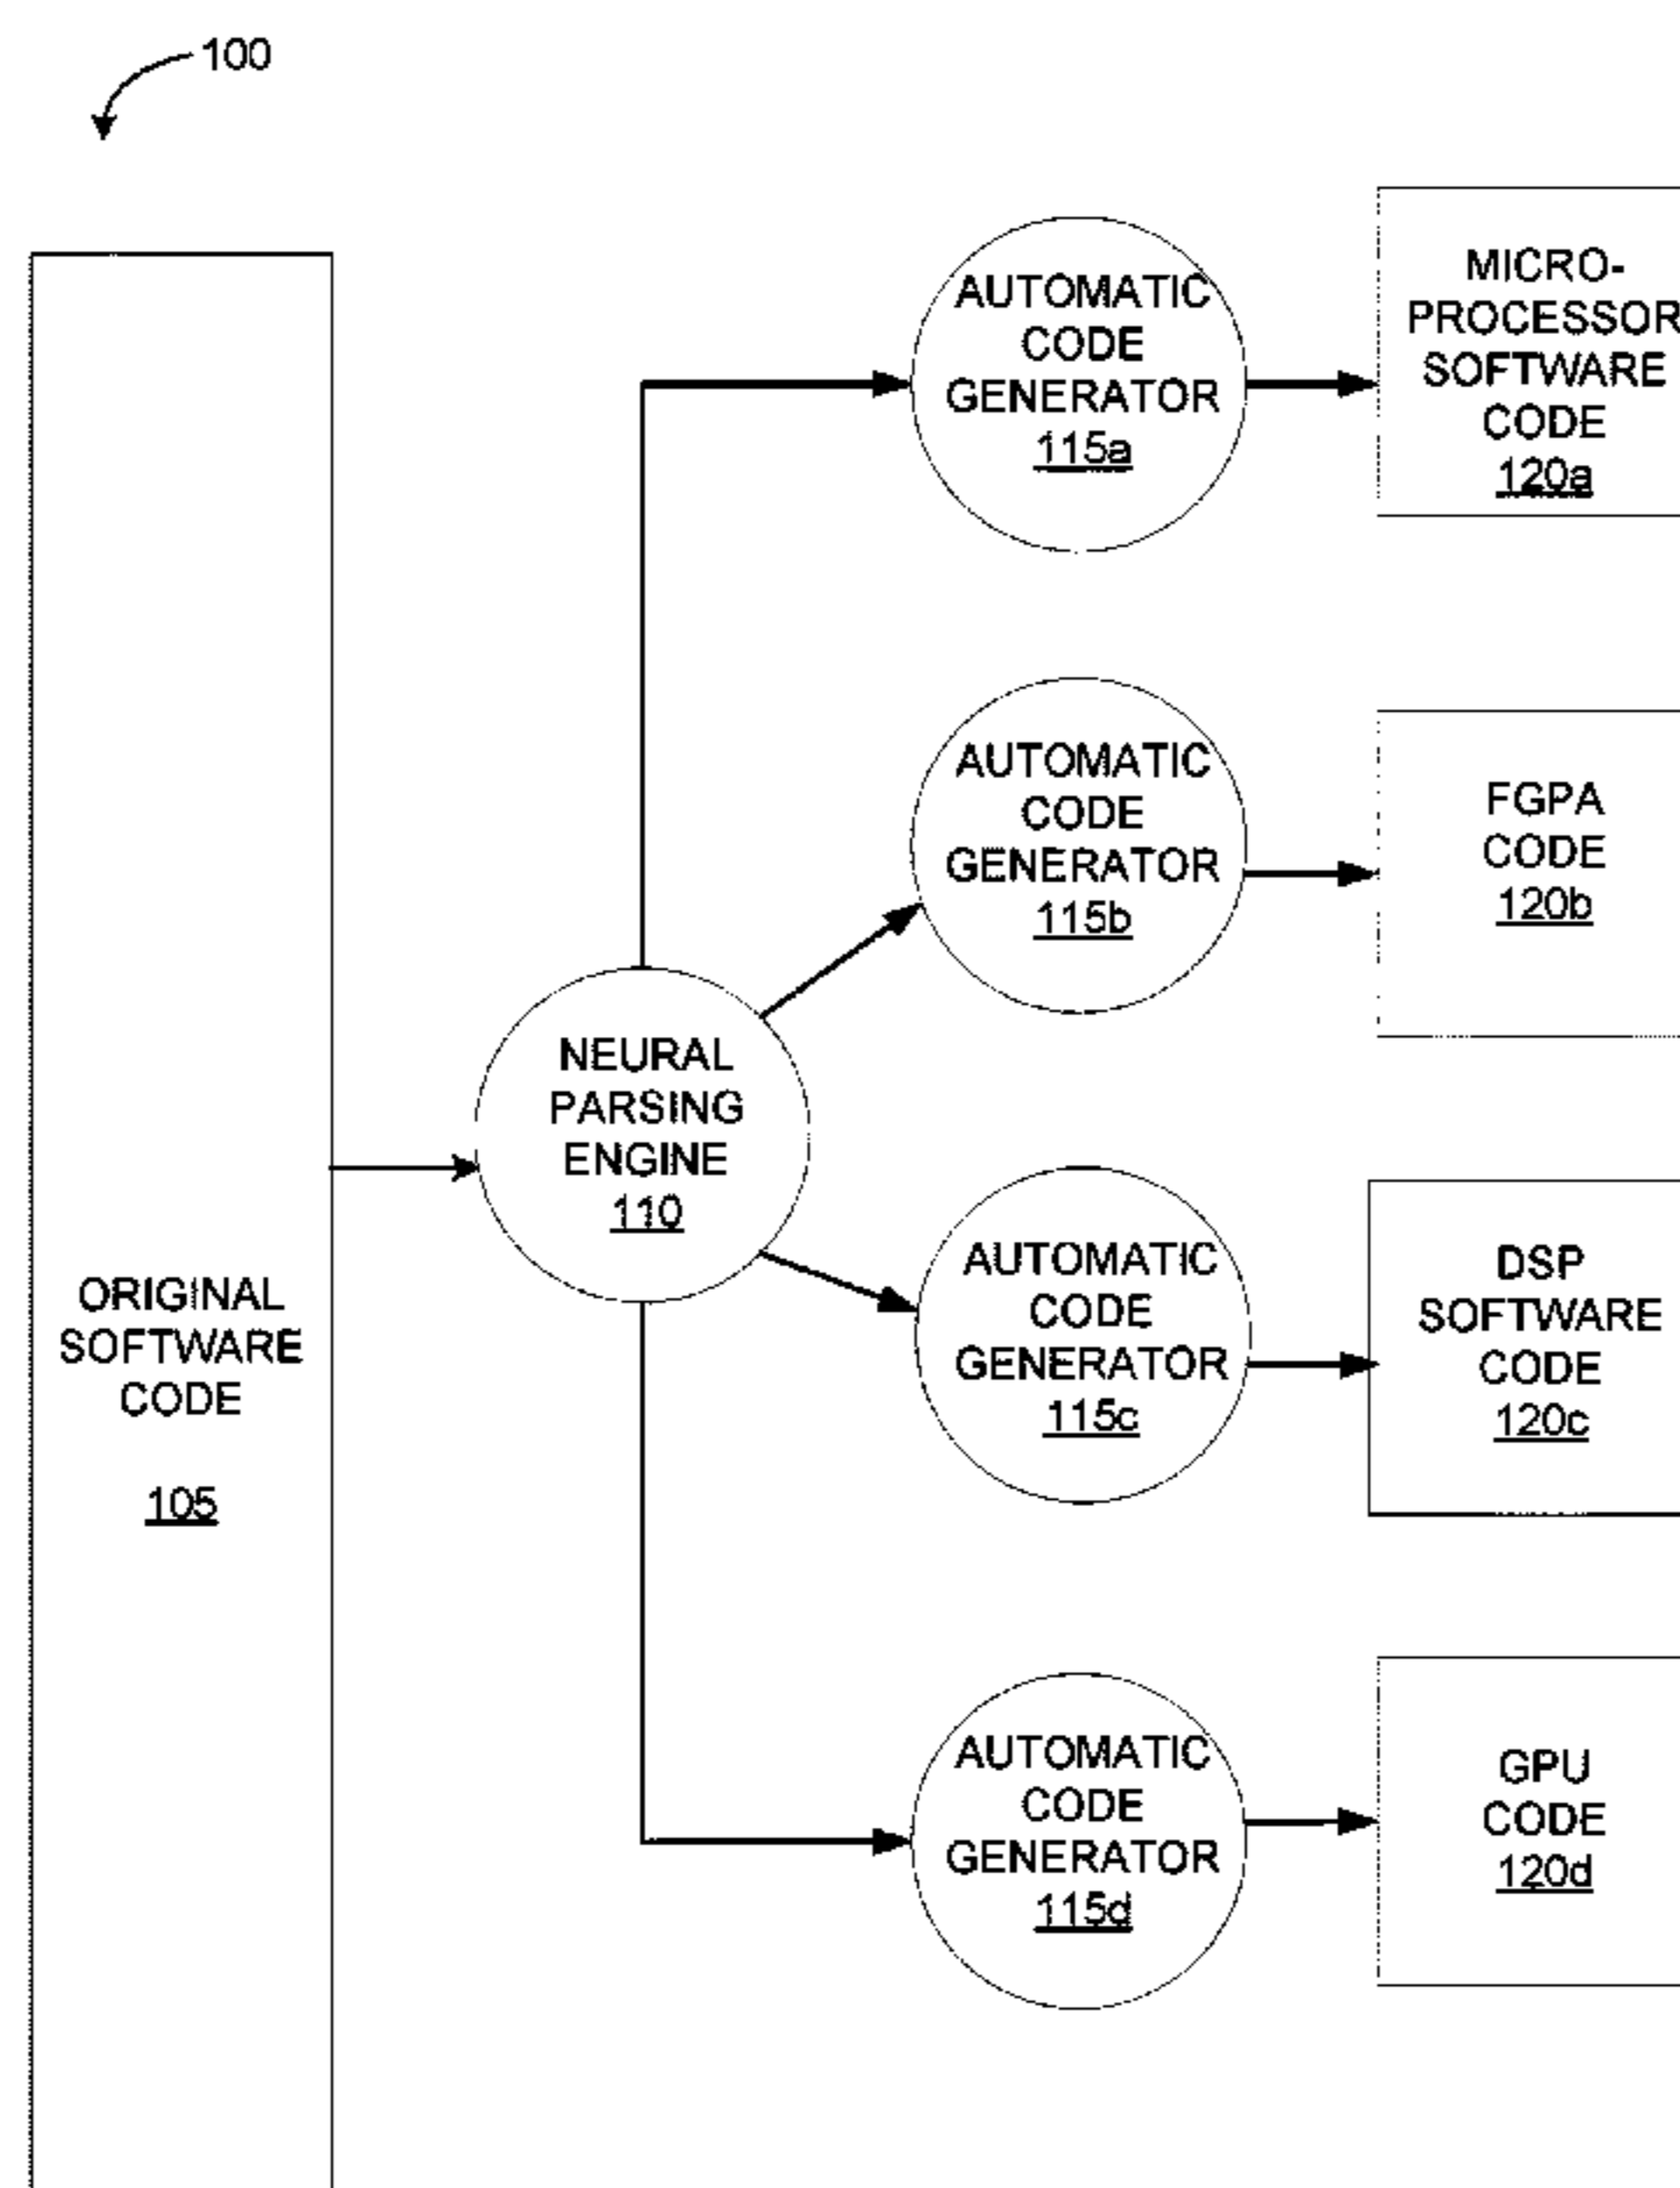 100
ORIGINAL
SOFTWARE
CODE
105
NEURAL
PARSING
ENGINE
110
AUTOMATIC
CODE
GENERATOR
115a
MICRO-
PROCESSOR
SOFTWARE
CODE
120a
AUTOMATIC
CODE
GENERATOR
115b
FGPA
CODE
120b
AUTOMATIC
CODE
GENERATOR
115c
DSP
SOFTWARE
CODE
120c
AUTOMATIC
CODE
GENERATOR
115d
GPU
CODE
120d